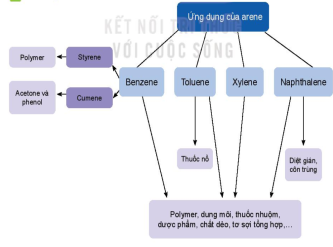 Ứng dụng của arene
KẾT NỐI TRI THỨC
VỚI CUỘC SỐNG
Polymer
Styrene
Acetone và
phenol
Cumene
Benzene
Toluene
Xylene
Naphthalene
Thuốc nổ
Diệt gián,
côn trùng
Polymer, dung môi, thuốc nhuộm,
dược phẩm, chất dẻo, tơ sợi tổng hợp,...